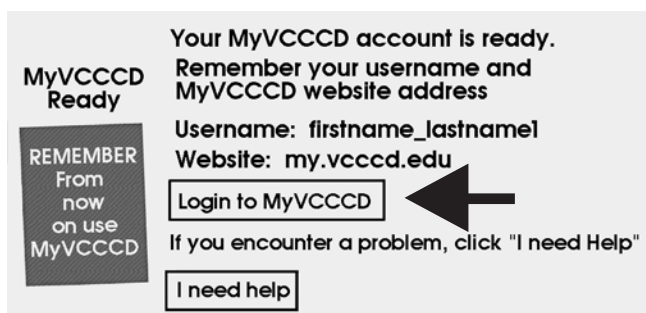 MyVCCCD
Ready
REMEMBER
From
now
on use
MyVCCCD
Your MyVCCCD account is ready.
Remember your username and
MyVCCCD website address
Username: firstname_lastname1
Website: my.vcccd.edu
Login to MyVCCCD
If you encounter a problem, click "I need Help"
I need help